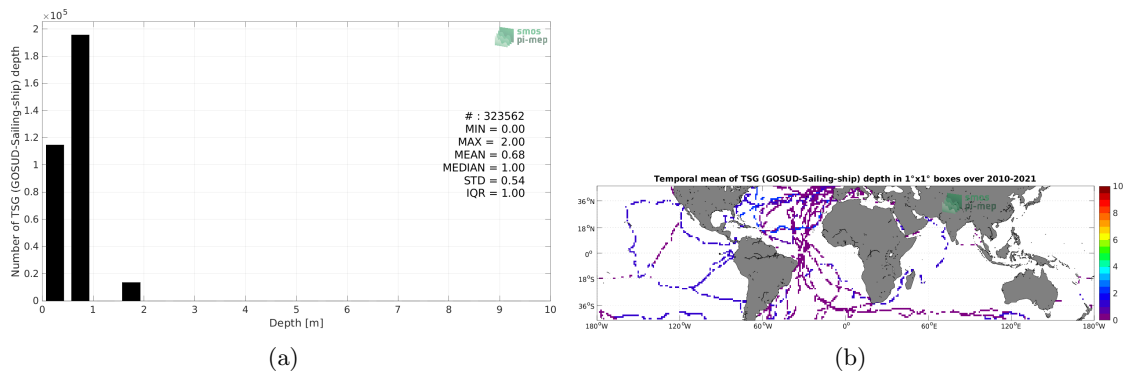 ×10⁵
2
1.8
1.6
1.4
1.2
1
0.8
0.6
0.4
0.2
0
Number of TSG (GOSUD-Sailing-ship) depth
smos
pi-mep
# : 323562
MIN = 0.00
MAX = 2.00
MEAN = 0.68
MEDIAN = 1.00
STD = 0.54
IQR = 1.00
0 1 2 3 4 5 6 7 8 9 10
Depth [m]
(a)
Temporal mean of TSG (GOSUD-Sailing-ship) depth in 1°x1° boxes over 2010-2021
smos
pi-mep
36°N
18°N
0°
18°S
36°S
180°W 120°W 60°W 0° 60°E 120°E 180°W
10
8
6
4
2
0
(b)